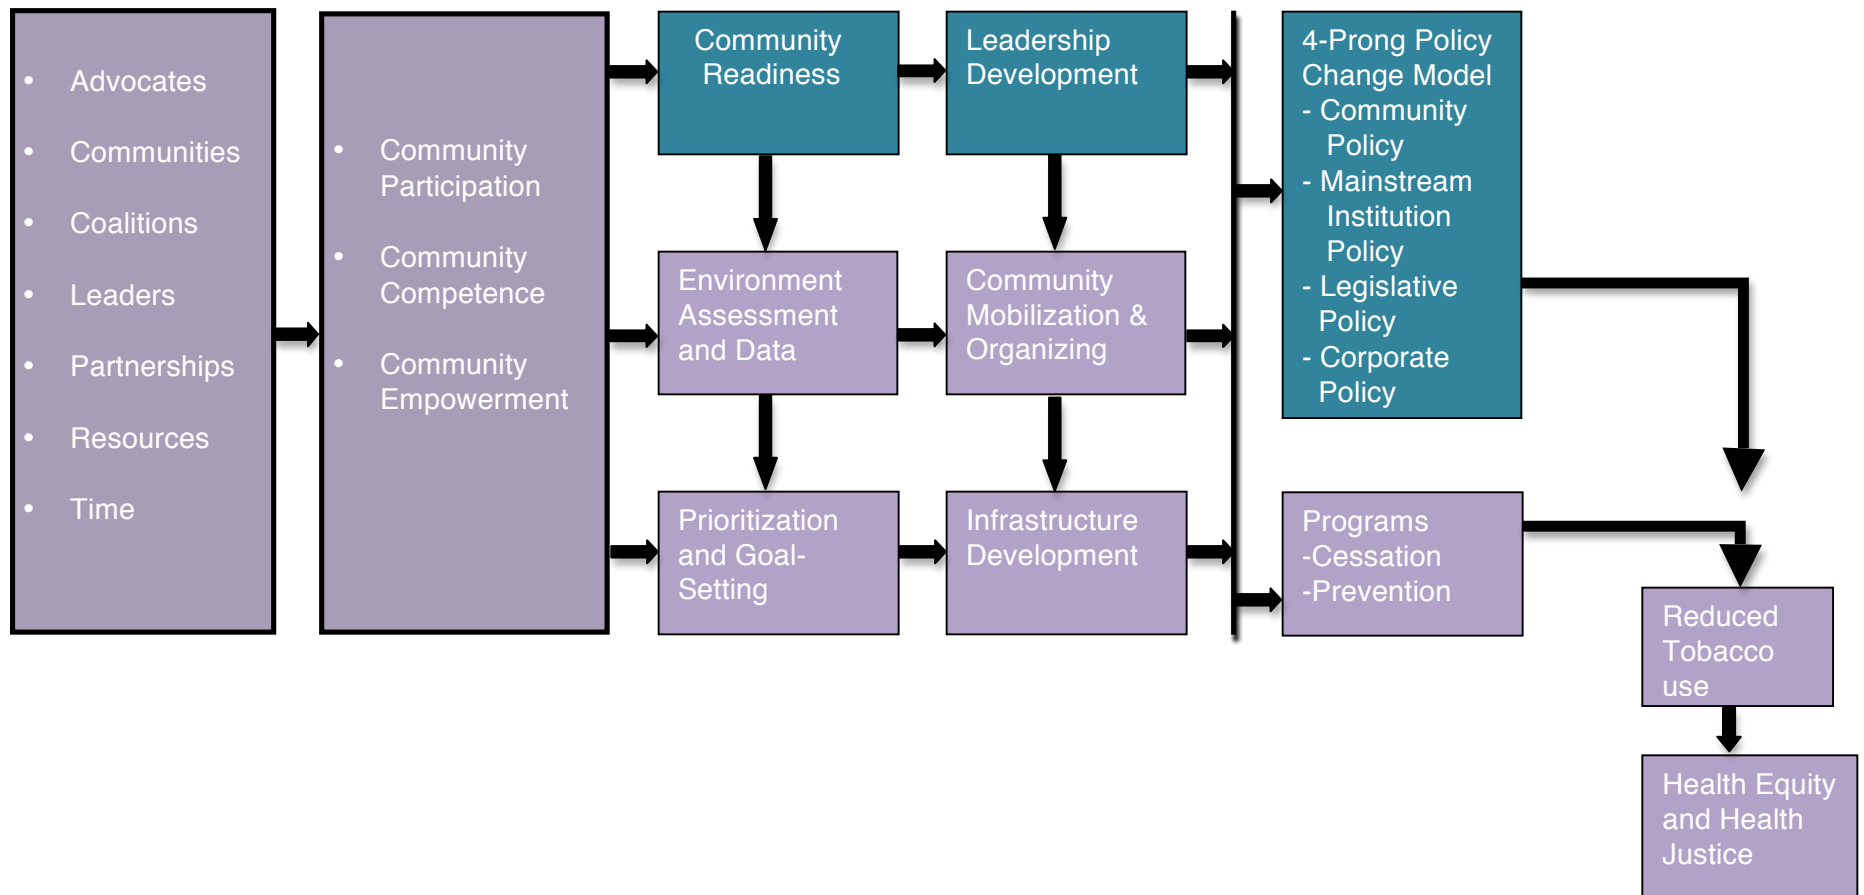 • Advocates
• Communities
• Coalitions
• Leaders
• Partnerships
• Resources
• Time
• Community
Participation
• Community
Competence
• Community
Empowerment
Community
Readiness
Leadership
Development
Environment
Assessment
and Data
Community
Mobilization &
Organizing
Prioritization
and Goal-
Setting
Infrastructure
Development
4-Prong Policy
Change Model
- Community
Policy
- Mainstream
Institution
Policy
- Legislative
Policy
- Corporate
Policy
Programs
-Cessation
-Prevention
Reduced
Tobacco
use
Health Equity
and Health
Justice